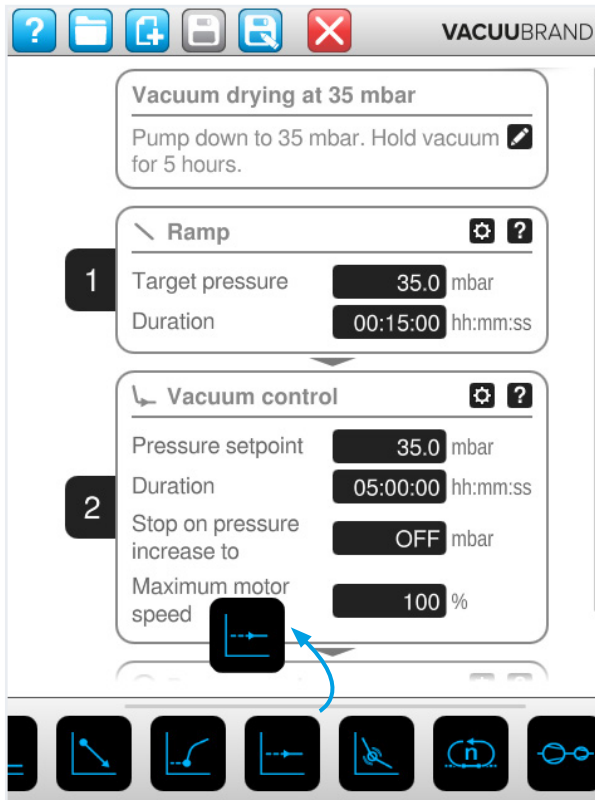 ?
VACUUBRAND
Vacuum drying at 35 mbar
Pump down to 35 mbar. Hold vacuum
for 5 hours.
1
Ramp ?
Target pressure 35.0 mbar
Duration 00:15:00 hh:mm:ss
2
Vacuum control ?
Pressure setpoint 35.0 mbar
Duration 05:00:00 hh:mm:ss
Stop on pressure
increase to OFF mbar
Maximum motor
speed 100 %
n